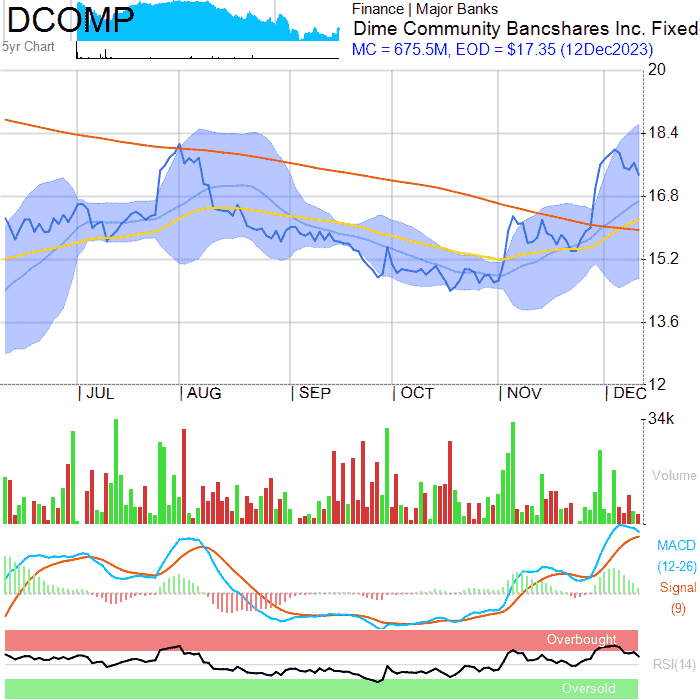 DCOMP
Finance | Major Banks
Dime Community Bancshares Inc. Fixed
5yr Chart
MC = 675.5M, EOD = $17.35 (12Dec2023)
20
18.4
16.8
15.2
13.6
12
JUL AUG SEP OCT NOV DEC
34k
Volume
MACD
(12-26)
Signal
(9)
Overbought
RSI(14)
Oversold